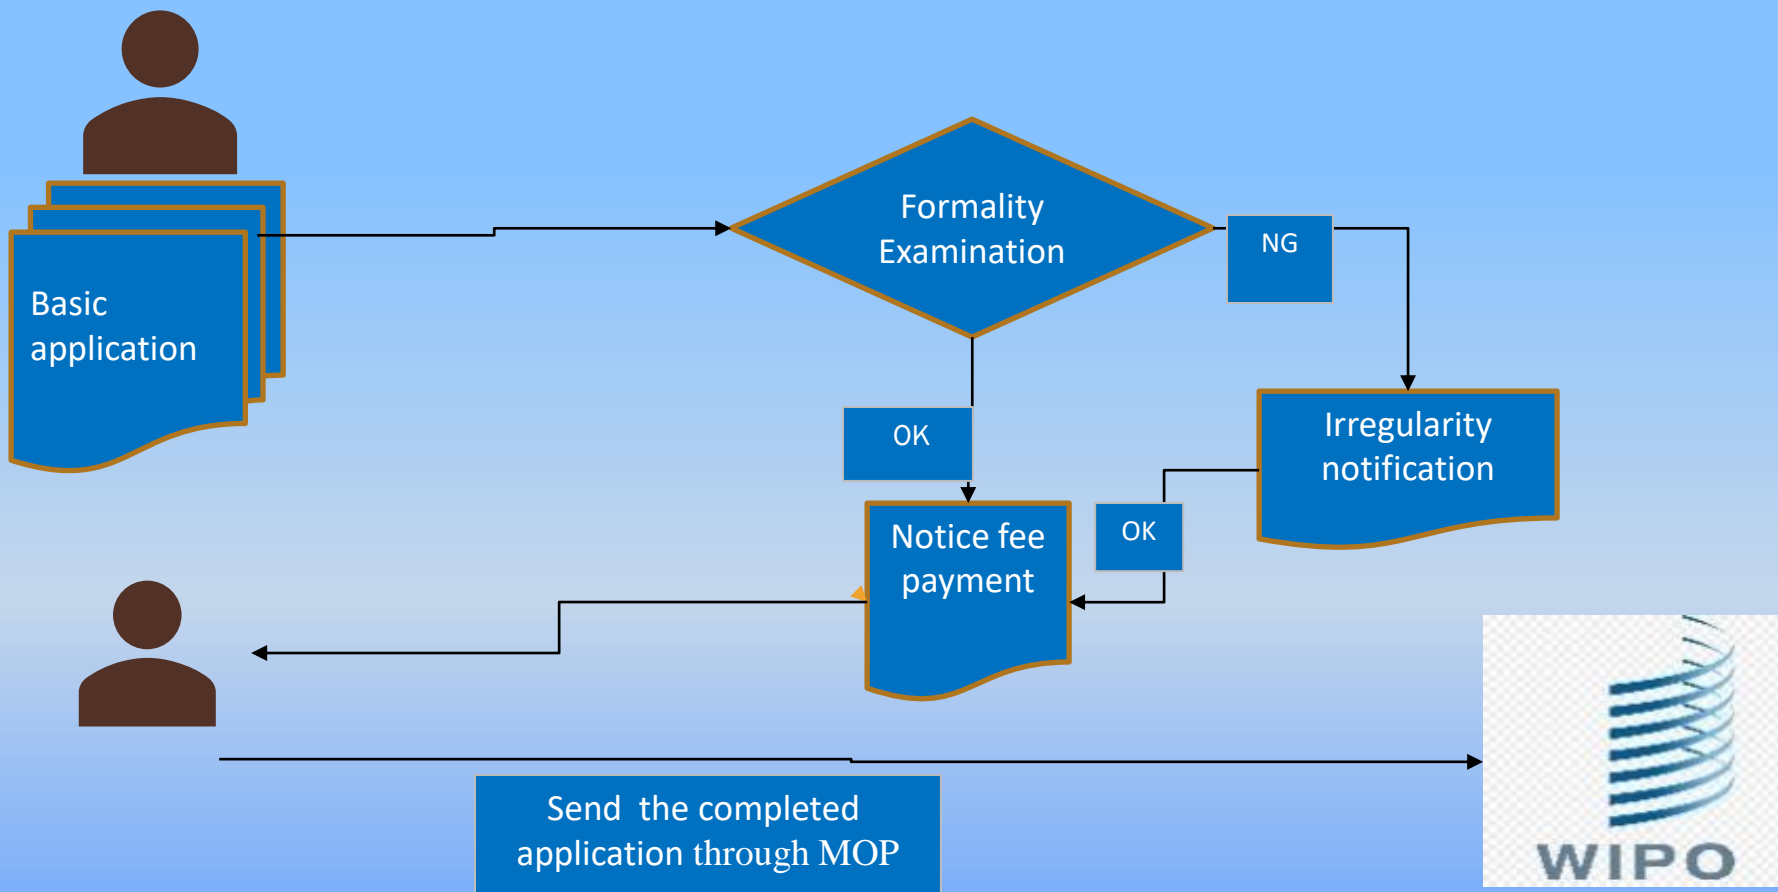 Basic
application
Formality
Examination
NG
OK
Irregularity
notification
OK
Notice fee
payment
Send  the completed
application through MOP
WIPO